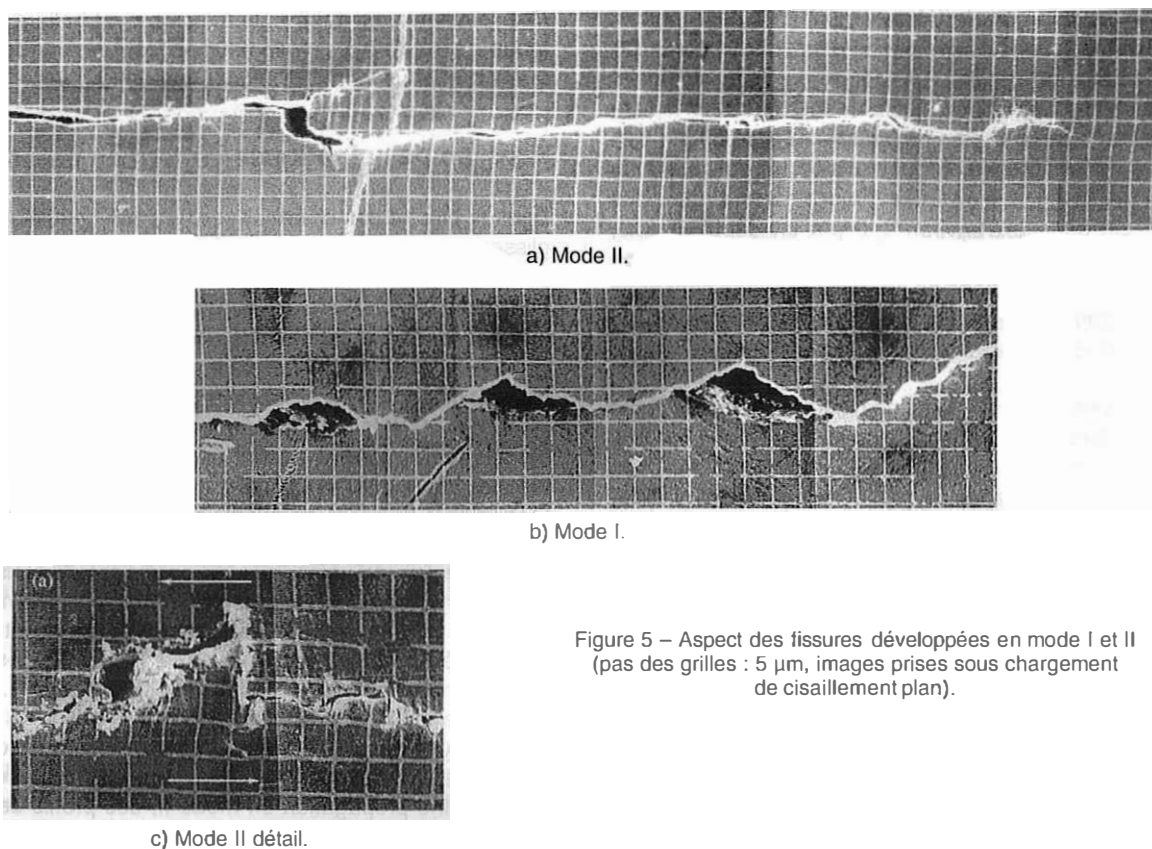 a) Mode II.
b) Mode I.
(a)
c) Mode II détail.
Figure 5 – Aspect des fissures développées en mode I et II
(pas des grilles : 5 µm, images prises sous chargement
de cisaillement plan).